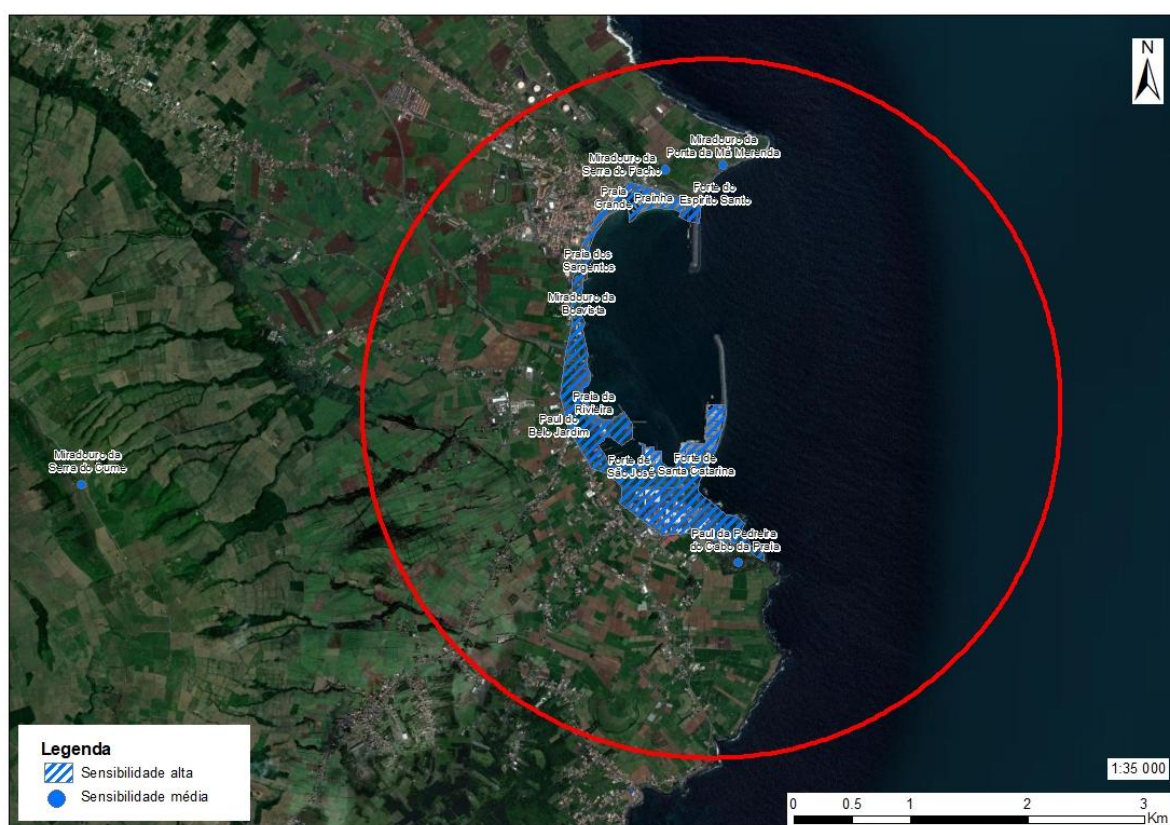 N
Miradouro da
Ponta da Má Merenda
Miradouro da
Serra do Facho
Praia
Grande
Prainha
Forte do
Espírito Santo
Praia dos
Sargentos
Miradouro da
Boavista
Praia da
Riviera
Paul do
Belo Jardim
Miradouro da
Serra do Cume
Forte de
São José
Forte de
Santa Catarina
Paul da Pedreira
do Cabo da Praia
Legenda
Sensibilidade alta
Sensibilidade média
1:35 000
0 0.5 1 2 3
Km